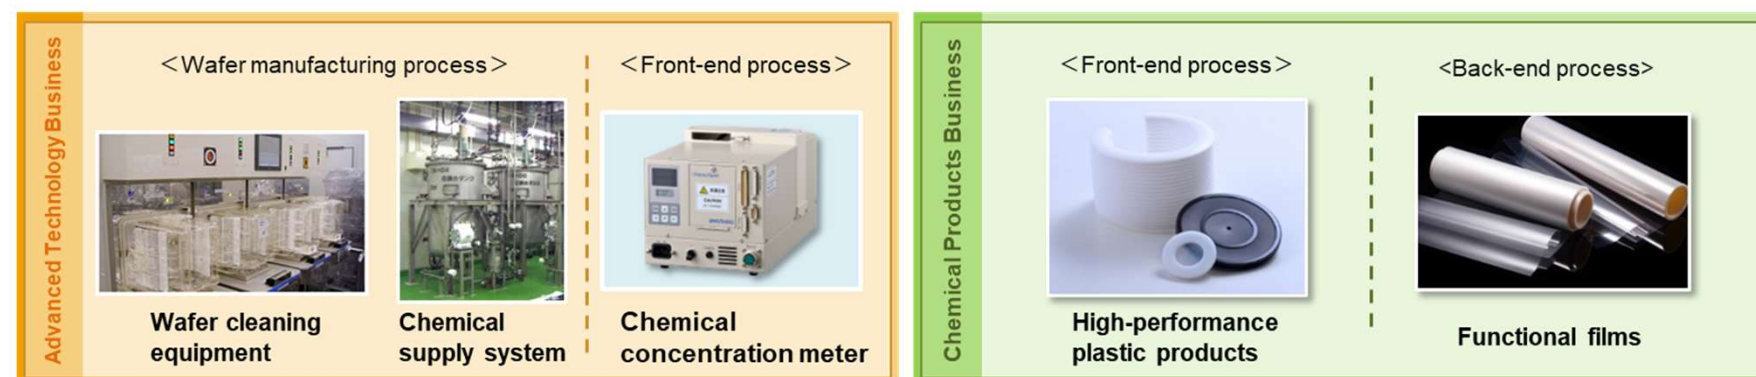 Advanced Technology Business
<Wafer manufacturing process>
<Front-end process>
Wafer cleaning
equipment
Chemical
supply system
Chemical
concentration meter
Chemical Products Business
<Front-end process>
<Back-end process>
High-performance
plastic products
Functional films